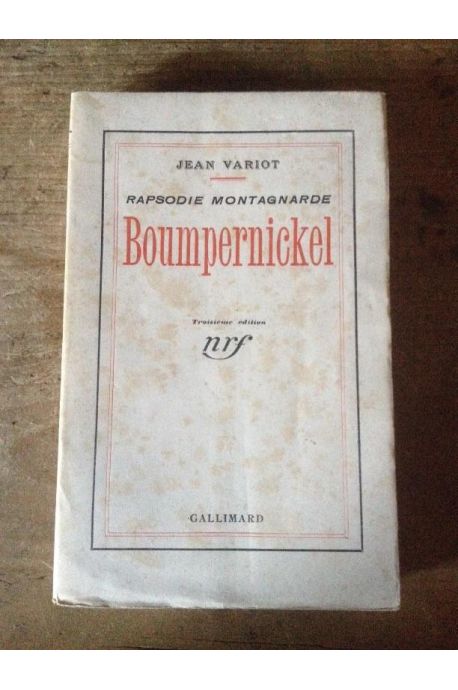 JEAN VARIOT
RAPSODIE MONTAGNARDE
Boumpernickel
Troisième édition
nrf
GALLIMARD